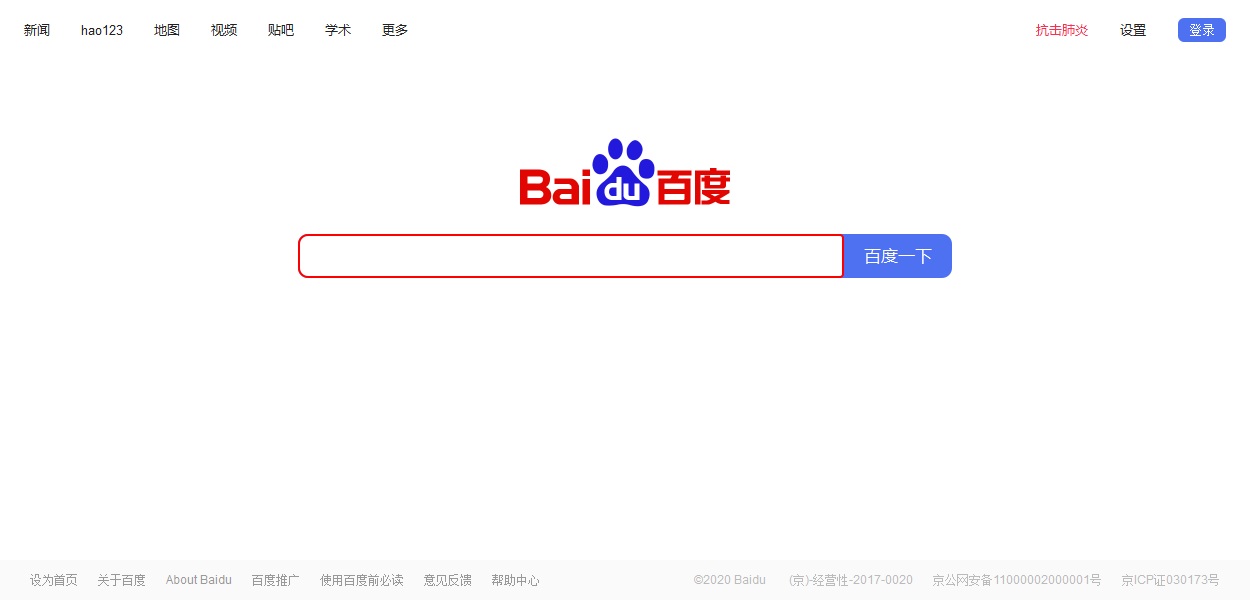 新闻 hao123 地图 视频 贴吧 学术 更多 抗击肺炎 设置 登录
Bai du 百度
百度一下
设为首页 关于百度 About Baidu 百度推广 使用百度前必读 意见反馈 帮助中心 ©2020 Baidu (京)-经营性-2017-0020 京公网安备11000002000001号 京ICP证030173号